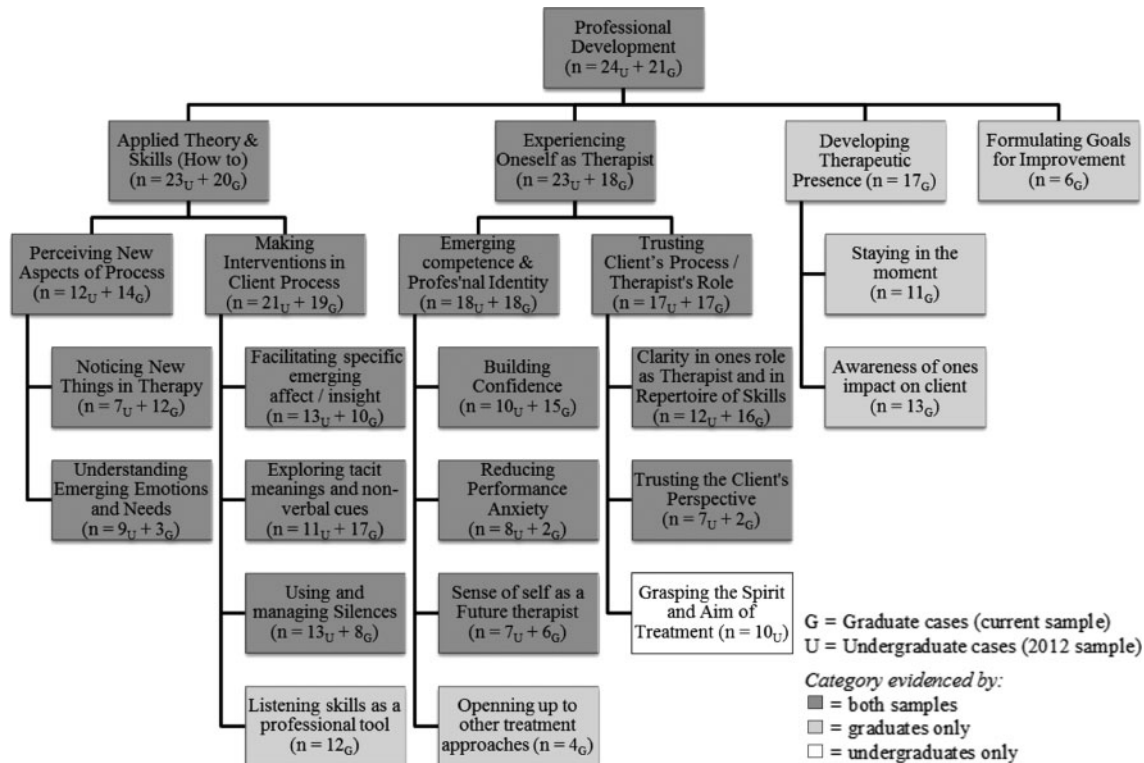 Professional
Development
(n = 24U + 21G)
Applied Theory &
Skills (How to)
(n = 23U + 20G)
Experiencing
Oneself as Therapist
(n = 23U + 18G)
Developing
Therapeutic
Presence (n = 17G)
Formulating Goals
for Improvement
(n = 6G)
Perceiving New
Aspects of Process
(n = 12U + 14G)
Making
Interventions in
Client Process
(n = 21U + 19G)
Emerging
competence &
Profes'nal Identity
(n = 18U + 18G)
Trusting
Client's Process /
Therapist's Role
(n = 17U + 17G)
Staying in the
moment
(n = 11G)
Noticing New
Things in Therapy
(n = 7U + 12G)
Facilitating specific
emerging
affect / insight
(n = 13U + 10G)
Building
Confidence
(n = 10U + 15G)
Clarity in ones role
as Therapist and in
Repertoire of Skills
(n = 12U + 16G)
Awareness of ones
impact on client
(n = 13G)
Understanding
Emerging Emotions
and Needs
(n = 9U + 3G)
Exploring tacit
meanings and non-
verbal cues
(n = 11U + 17G)
Reducing
Performance
Anxiety
(n = 8U + 2G)
Trusting the Client's
Perspective
(n = 7U + 2G)
Using and
managing Silences
(n = 13U + 8G)
Sense of self as a
Future therapist
(n = 7U + 6G)
Grasping the Spirit
and Aim of
Treatment (n = 10U)
Listening skills as a
professional tool
(n = 12G)
Openning up to
other treatment
approaches (n = 4G)
G = Graduate cases (current sample)
U = Undergraduate cases (2012 sample)
Category evidenced by:
= both samples
= graduates only
= undergraduates only